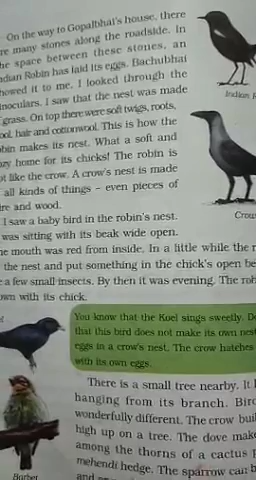 On the way to Gopalbhai's house, there
re many stones along the roadside. In
he space between these stones, an
ndian Robin has laid its eggs. Bachubhai
howed it to me. I looked through the
inoculars. I saw that the nest was made
f grass. On top there were soft twigs, roots,
ool, hair and cottonwool. This is how the
obin makes its nest. What a soft and
ozy home for its chicks! The robin is
ot like the crow. A crow's nest is made
all kinds of things – even pieces of
ire and wood.
Indian R
Crow
I saw a baby bird in the robin's nest.
was sitting with its beak wide open.
he mouth was red from inside. In a little while the r
the nest and put something in the chick's open be
e a few small insects. By then it was evening. The rob
own with its chick.
You know that the Koel sings sweetly. Do
that this bird does not make its own nest
eggs in a crow's nest. The crow hatches
with its own eggs.
There is a small tree nearby. It h
hanging from its branch. Bird
wonderfully different. The crow buil
high up on a tree. The dove make
among the thorns of a cactus p
mehendi hedge. The sparrow can b
and
Barbet